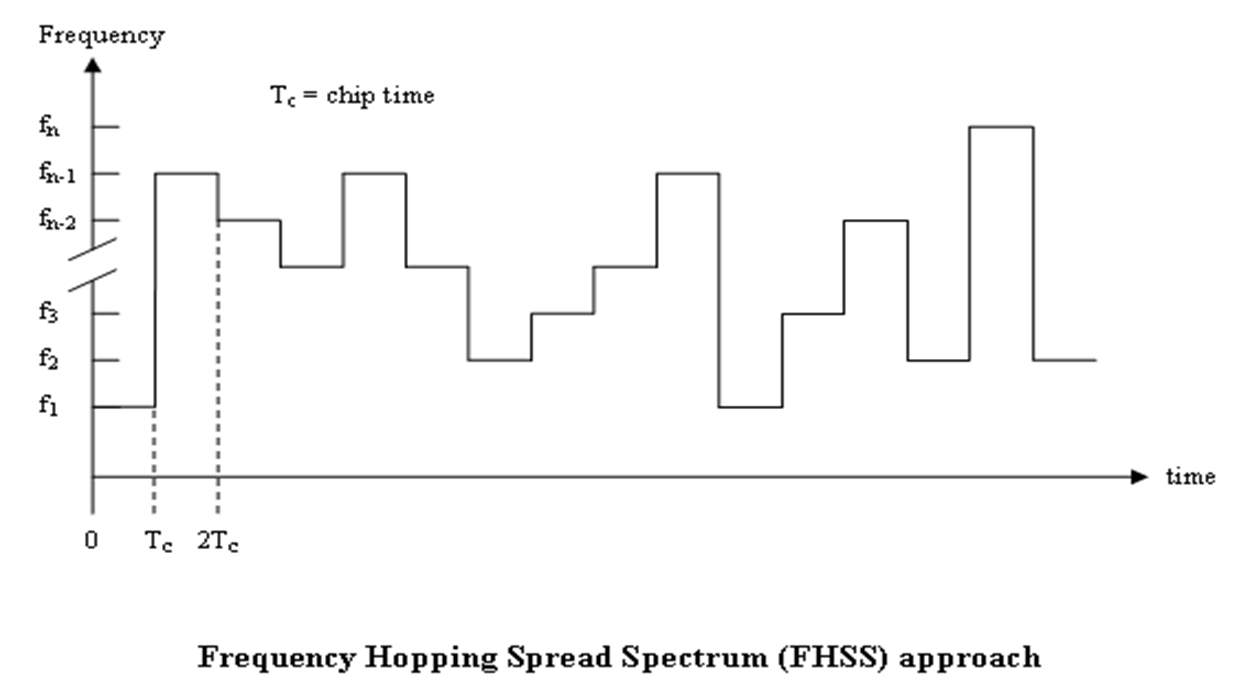 Frequency
Tc = chip time
fn
fn-1
fn-2
f3
f2
f1
time
0 Tc 2Tc
Frequency Hopping Spread Spectrum (FHSS) approach